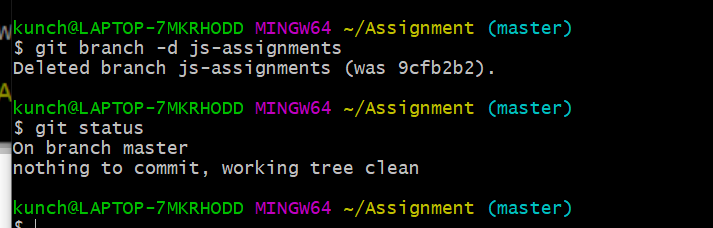 kunch@LAPTOP-7MKRHODD MINGW64 ~/Assignment (master)
$ git branch -d js-assignments
Deleted branch js-assignments (was 9cfb2b2).
kunch@LAPTOP-7MKRHODD MINGW64 ~/Assignment (master)
$ git status
On branch master
nothing to commit, working tree clean
kunch@LAPTOP-7MKRHODD MINGW64 ~/Assignment (master)
$